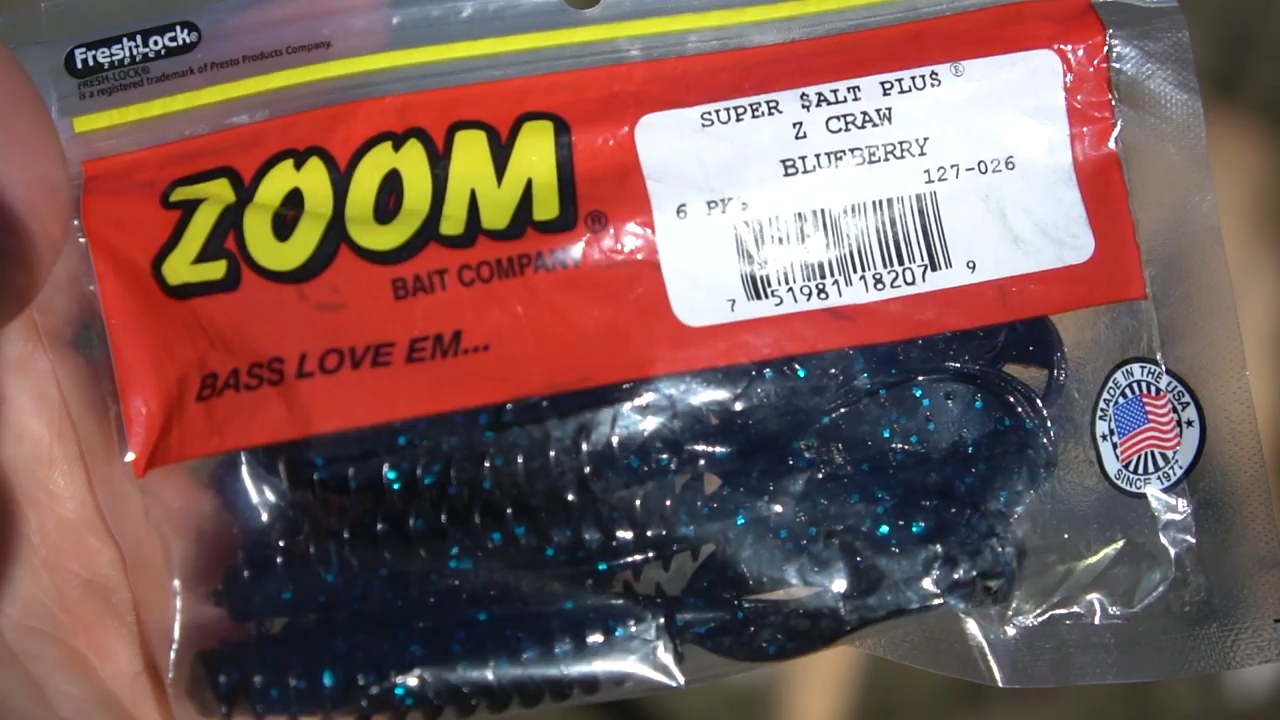 FreshLock®
zipper
FRESH-LOCK®
is a registered trademark of Presto Products Company.
ZOOM®
BAIT COMPANY
BASS LOVE EM...
SUPER $ALT PLU$®
Z CRAW
BLUEBERRY
127-026
6 PK.
7 51981 18207 9
MADE IN THE USA
SINCE 1977